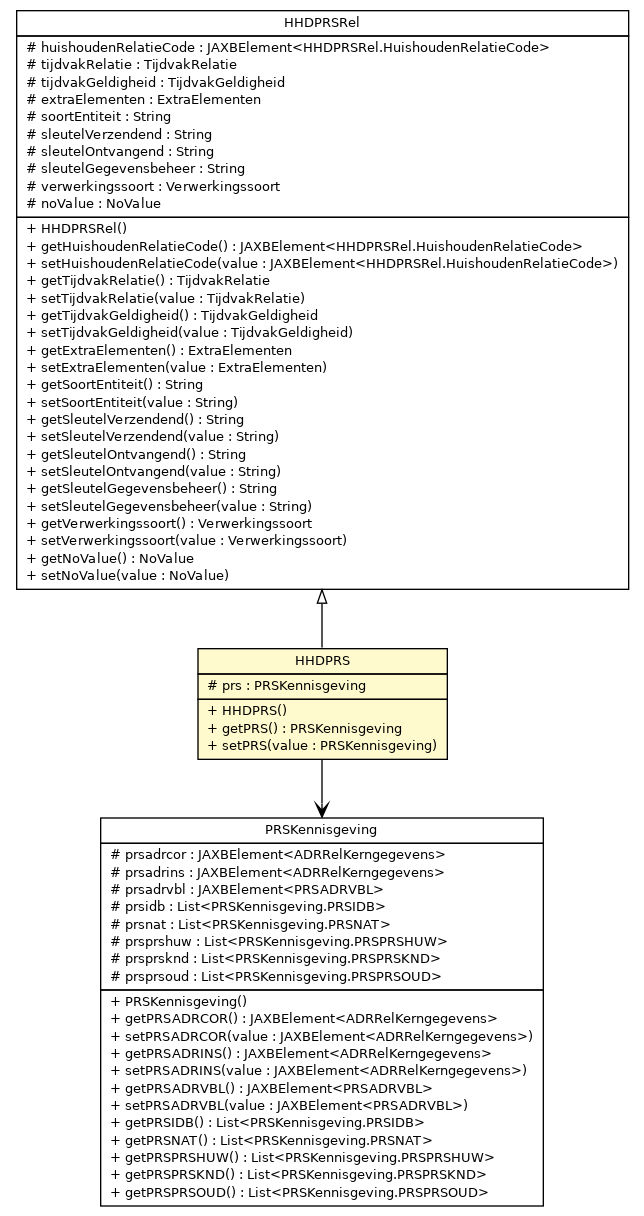 HHDPRSRel
# huishoudenRelatieCode : JAXBElement<HHDPRSRel.HuishoudenRelatieCode>
# tijdvakRelatie : TijdvakRelatie
# tijdvakGeldigheid : TijdvakGeldigheid
# extraElementen : ExtraElementen
# soortEntiteit : String
# sleutelVerzendend : String
# sleutelOntvangend : String
# sleutelGegevensbeheer : String
# verwerkingssoort : Verwerkingssoort
# noValue : NoValue
+ HHDPRSRel()
+ getHuishoudenRelatieCode() : JAXBElement<HHDPRSRel.HuishoudenRelatieCode>
+ setHuishoudenRelatieCode(value : JAXBElement<HHDPRSRel.HuishoudenRelatieCode>)
+ getTijdvakRelatie() : TijdvakRelatie
+ setTijdvakRelatie(value : TijdvakRelatie)
+ getTijdvakGeldigheid() : TijdvakGeldigheid
+ setTijdvakGeldigheid(value : TijdvakGeldigheid)
+ getExtraElementen() : ExtraElementen
+ setExtraElementen(value : ExtraElementen)
+ getSoortEntiteit() : String
+ setSoortEntiteit(value : String)
+ getSleutelVerzendend() : String
+ setSleutelVerzendend(value : String)
+ getSleutelOntvangend() : String
+ setSleutelOntvangend(value : String)
+ getSleutelGegevensbeheer() : String
+ setSleutelGegevensbeheer(value : String)
+ getVerwerkingssoort() : Verwerkingssoort
+ setVerwerkingssoort(value : Verwerkingssoort)
+ getNoValue() : NoValue
+ setNoValue(value : NoValue)
HHDPRS
# prs : PRSKennisgeving
+ HHDPRS()
+ getPRS() : PRSKennisgeving
+ setPRS(value : PRSKennisgeving)
PRSKennisgeving
# prsadrcor : JAXBElement<ADRRelKerngegevens>
# prsadrins : JAXBElement<ADRRelKerngegevens>
# prsadrvbl : JAXBElement<PRSADRVBL>
# prsidb : List<PRSKennisgeving.PRSIDB>
# prsnat : List<PRSKennisgeving.PRSNAT>
# prsprshuw : List<PRSKennisgeving.PRSPRSHUW>
# prsprsknd : List<PRSKennisgeving.PRSPRSKND>
# prsprsoud : List<PRSKennisgeving.PRSPRSOUD>
+ PRSKennisgeving()
+ getPRSADRCOR() : JAXBElement<ADRRelKerngegevens>
+ setPRSADRCOR(value : JAXBElement<ADRRelKerngegevens>)
+ getPRSADRINS() : JAXBElement<ADRRelKerngegevens>
+ setPRSADRINS(value : JAXBElement<ADRRelKerngegevens>)
+ getPRSADRVBL() : JAXBElement<PRSADRVBL>
+ setPRSADRVBL(value : JAXBElement<PRSADRVBL>)
+ getPRSIDB() : List<PRSKennisgeving.PRSIDB>
+ getPRSNAT() : List<PRSKennisgeving.PRSNAT>
+ getPRSPRSHUW() : List<PRSKennisgeving.PRSPRSHUW>
+ getPRSPRSKND() : List<PRSKennisgeving.PRSPRSKND>
+ getPRSPRSOUD() : List<PRSKennisgeving.PRSPRSOUD>